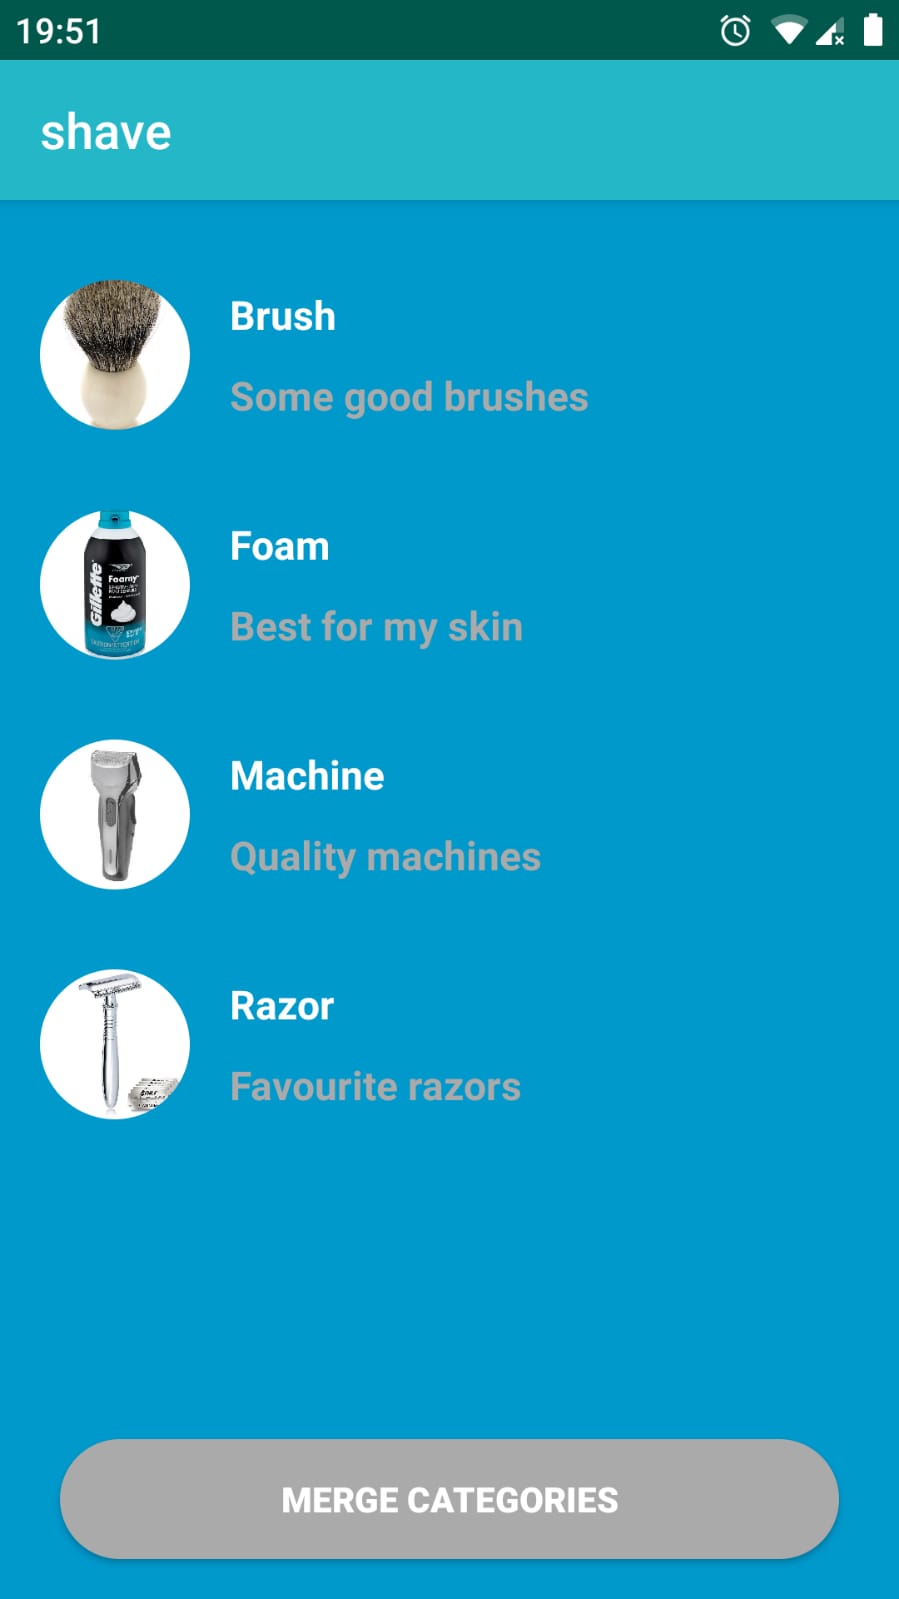 19:51
shave
Brush
Some good brushes
Gillette
Foamy
Foam
Best for my skin
Machine
Quality machines
Razor
Favourite razors
MERGE CATEGORIES